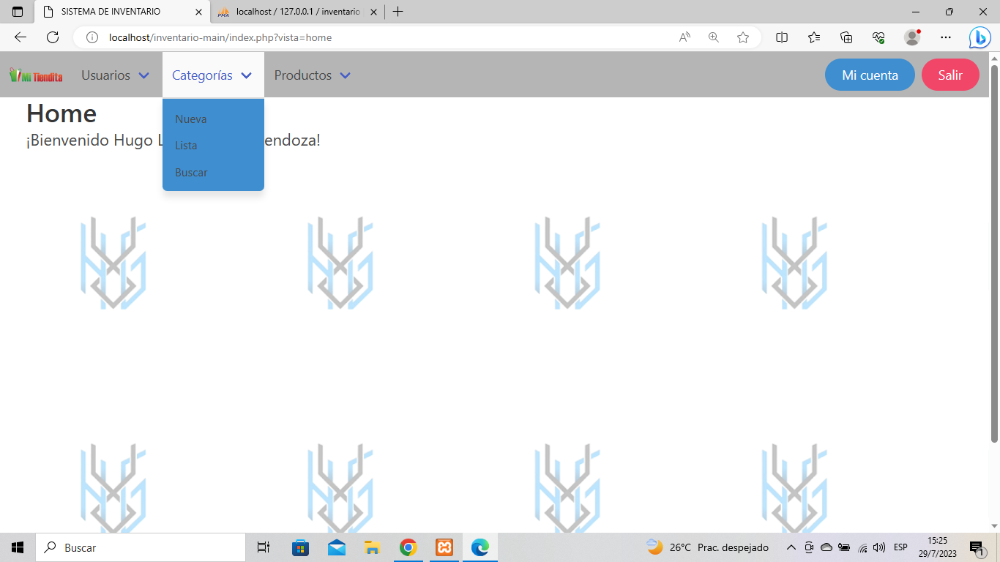 SISTEMA DE INVENTARIO
localhost / 127.0.0.1 / inventario
localhost/inventario-main/index.php?vista=home
Mi Tiendita
Usuarios
Categorías
Productos
Mi cuenta
Salir
Home
¡Bienvenido Hugo L endoza!
Nueva
Lista
Buscar
Buscar
26°C Prac. despejado
ESP
15:25
29/7/2023
1